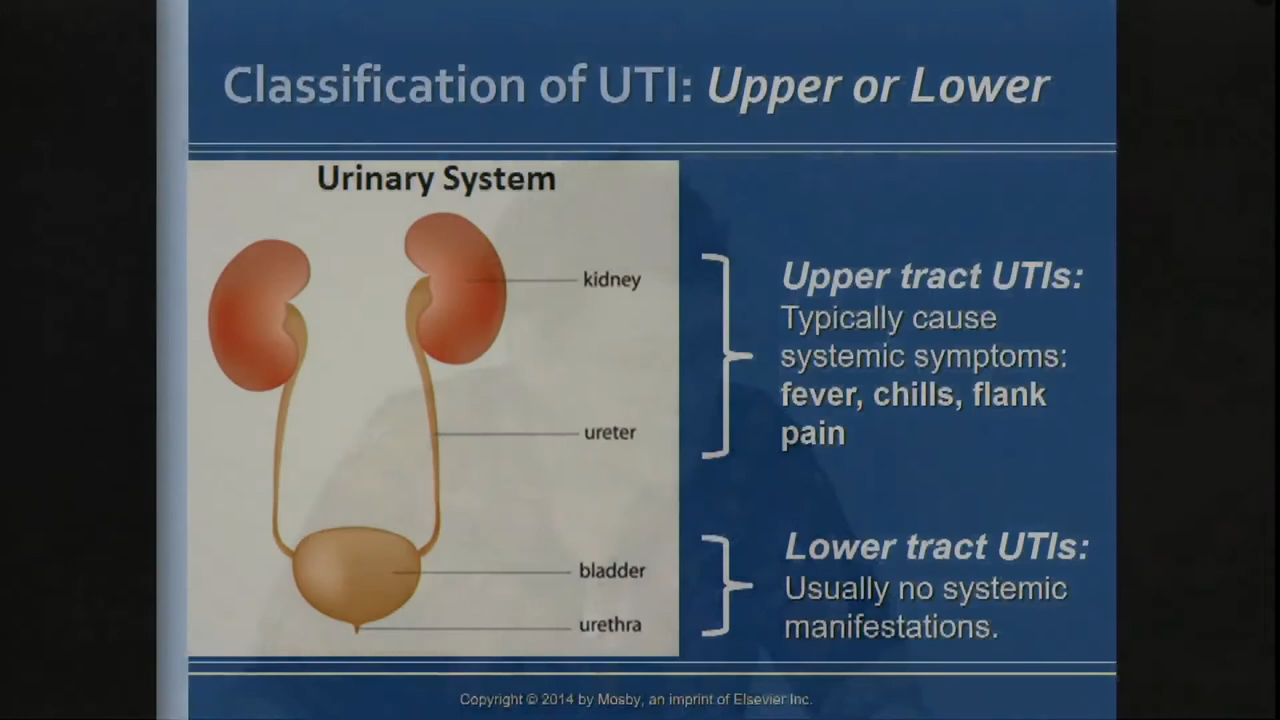 Classification of UTI: Upper or Lower
Urinary System
kidney
ureter
bladder
urethra
Upper tract UTIs:
Typically cause
systemic symptoms:
fever, chills, flank
pain
Lower tract UTIs:
Usually no systemic
manifestations.
Copyright © 2014 by Mosby, an imprint of Elsevier Inc.